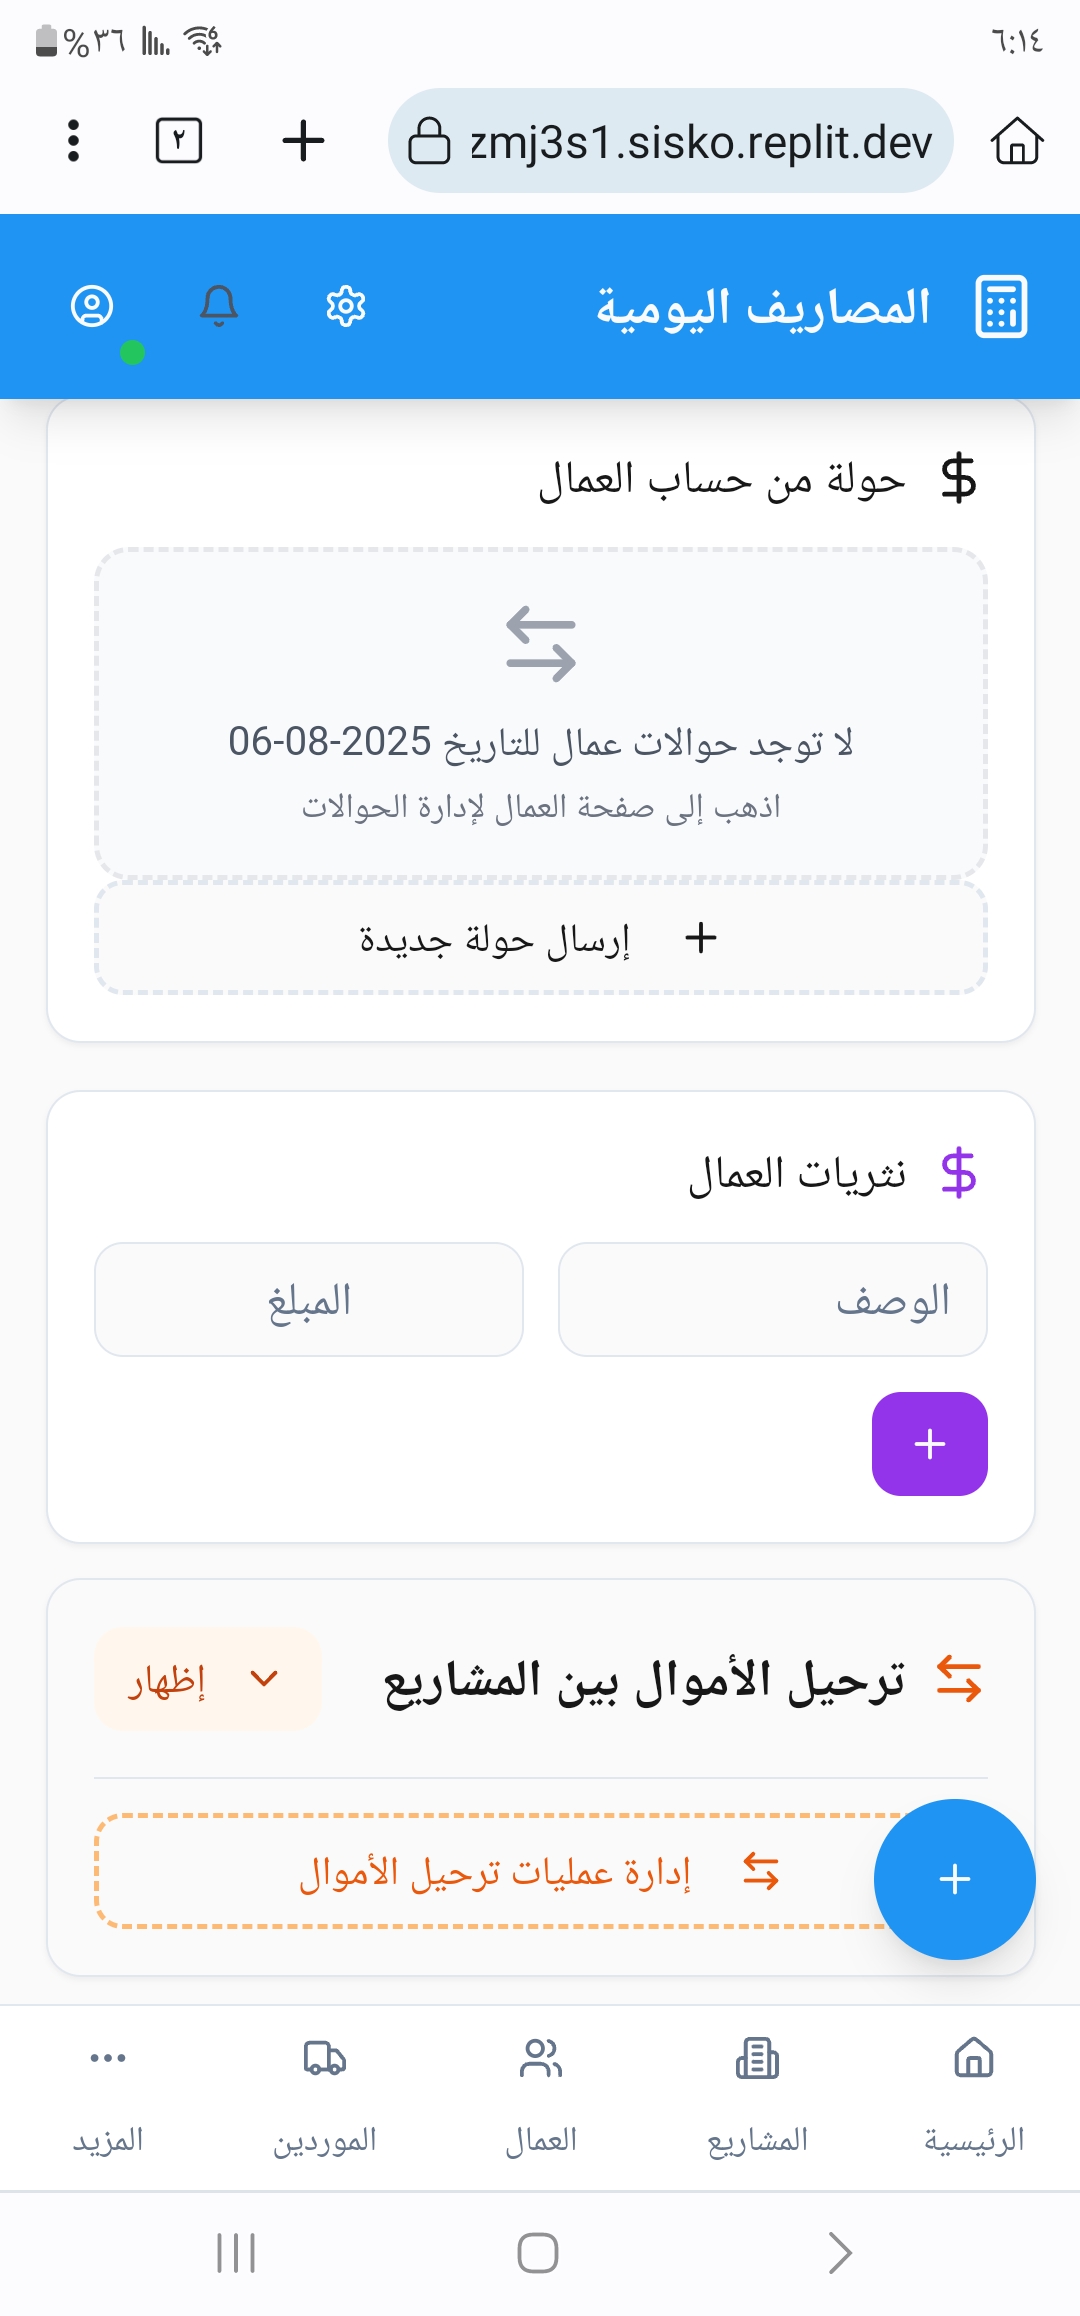 ٦:١٤
%٣٦
zmj3s1.sisko.replit.dev
٢
المصاريف اليومية
حولة من حساب العمال
لا توجد حوالات عمال للتاريخ 2025-08-06
اذهب إلى صفحة العمال لإدارة الحوالات
إرسال حولة جديدة
نثريات العمال
الوصف
المبلغ
ترحيل الأموال بين المشاريع
إظهار
إدارة عمليات ترحيل الأموال
الرئيسية
المشاريع
العمال
الموردين
المزيد